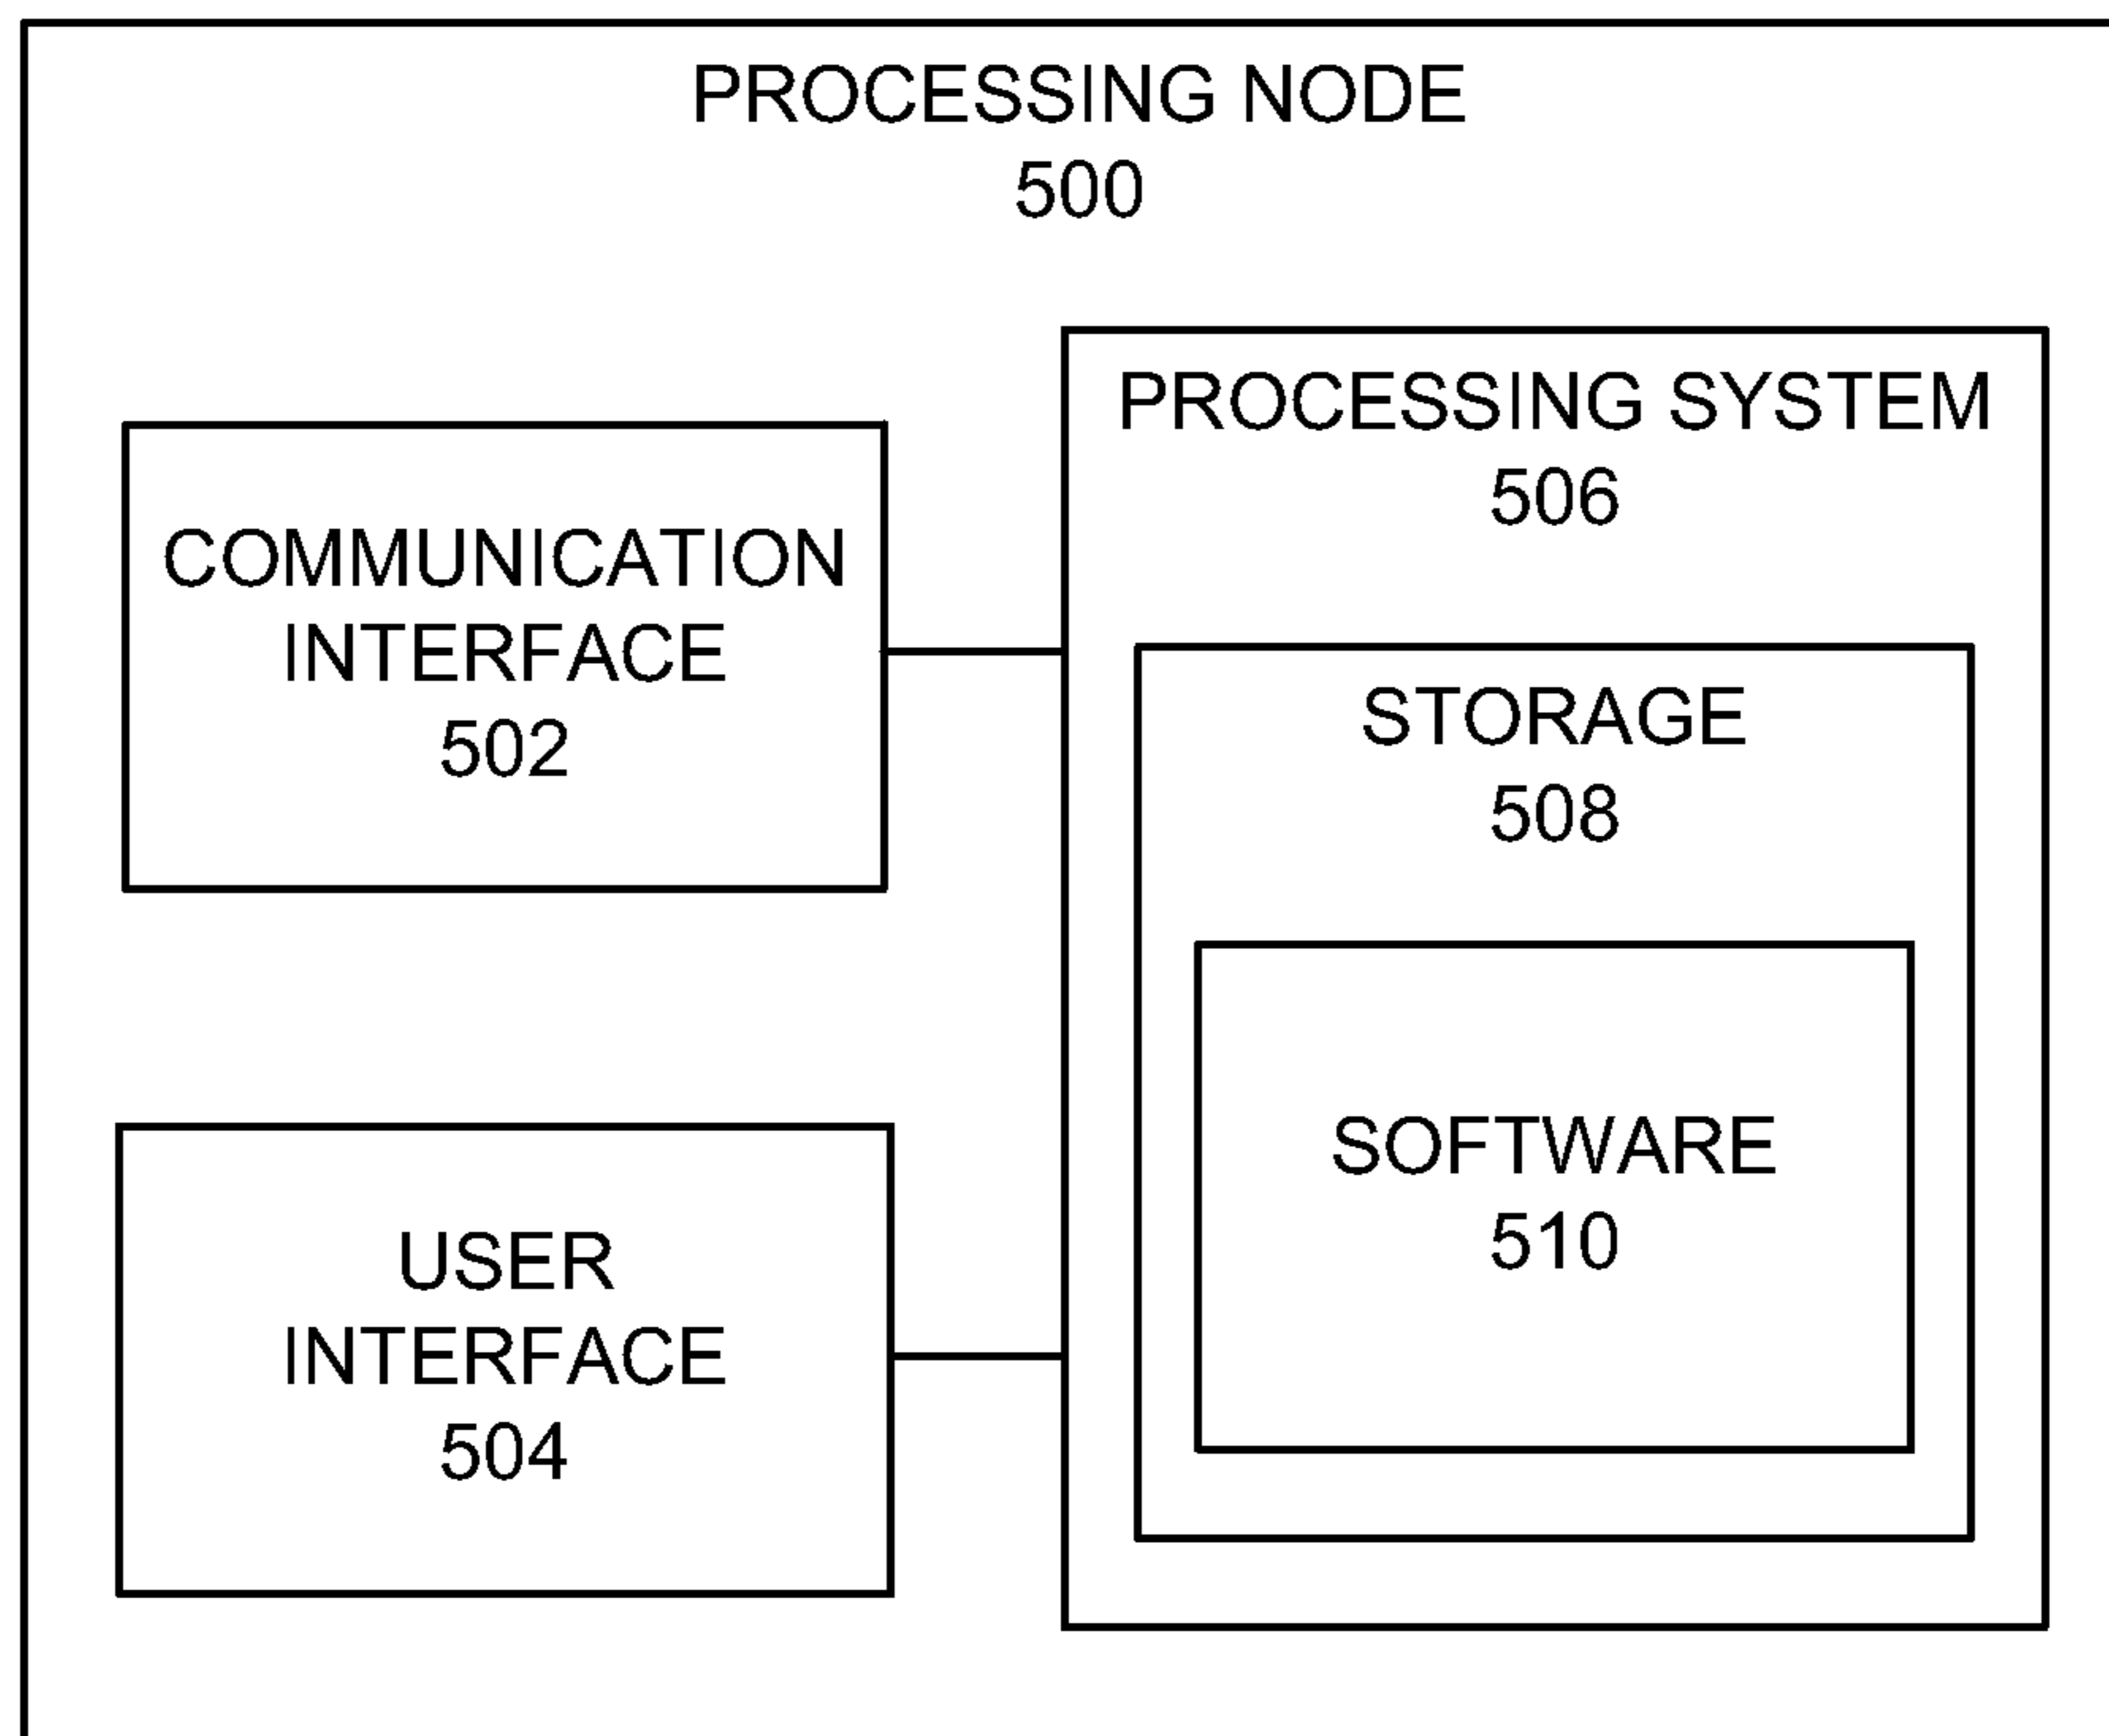 PROCESSING NODE
500
COMMUNICATION
INTERFACE
502
USER
INTERFACE
504
PROCESSING SYSTEM
506
STORAGE
508
SOFTWARE
510